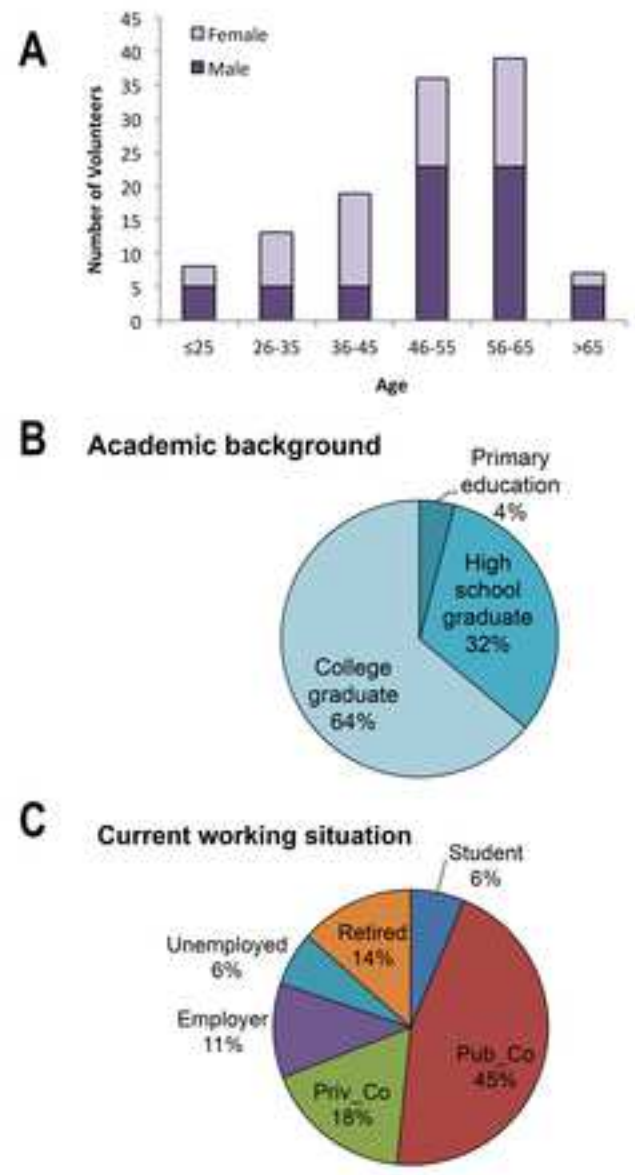 A
45
40
35
30
25
20
15
10
5
0
Number of Volunteers
Female
Male
≤25 26-35 36-45 46-55 56-65 >65
Age
B Academic background
Primary
education
4%
High
school
graduate
32%
College
graduate
64%
C Current working situation
Student
6%
Retired
14%
Unemployed
6%
Employer
11%
Pub_Co
45%
Priv_Co
18%